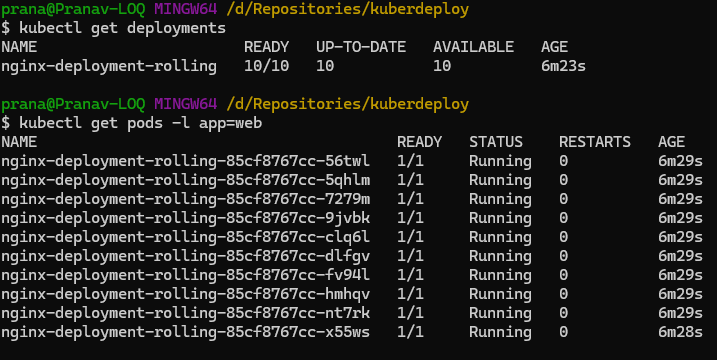 prana@Pranav-LOQ MINGW64 /d/Repositories/kuberdeploy
$ kubectl get deployments
NAME                       READY   UP-TO-DATE   AVAILABLE   AGE
nginx-deployment-rolling   10/10   10           10          6m23s
prana@Pranav-LOQ MINGW64 /d/Repositories/kuberdeploy
$ kubectl get pods -l app=web
NAME                                        READY   STATUS    RESTARTS   AGE
nginx-deployment-rolling-85cf8767cc-56twl   1/1     Running   0          6m29s
nginx-deployment-rolling-85cf8767cc-5qhlm   1/1     Running   0          6m29s
nginx-deployment-rolling-85cf8767cc-7279m   1/1     Running   0          6m29s
nginx-deployment-rolling-85cf8767cc-9jvbk   1/1     Running   0          6m29s
nginx-deployment-rolling-85cf8767cc-clq6l   1/1     Running   0          6m29s
nginx-deployment-rolling-85cf8767cc-dlfgv   1/1     Running   0          6m29s
nginx-deployment-rolling-85cf8767cc-fv94l   1/1     Running   0          6m29s
nginx-deployment-rolling-85cf8767cc-hmhqv   1/1     Running   0          6m29s
nginx-deployment-rolling-85cf8767cc-nt7rk   1/1     Running   0          6m29s
nginx-deployment-rolling-85cf8767cc-x55ws   1/1     Running   0          6m28s